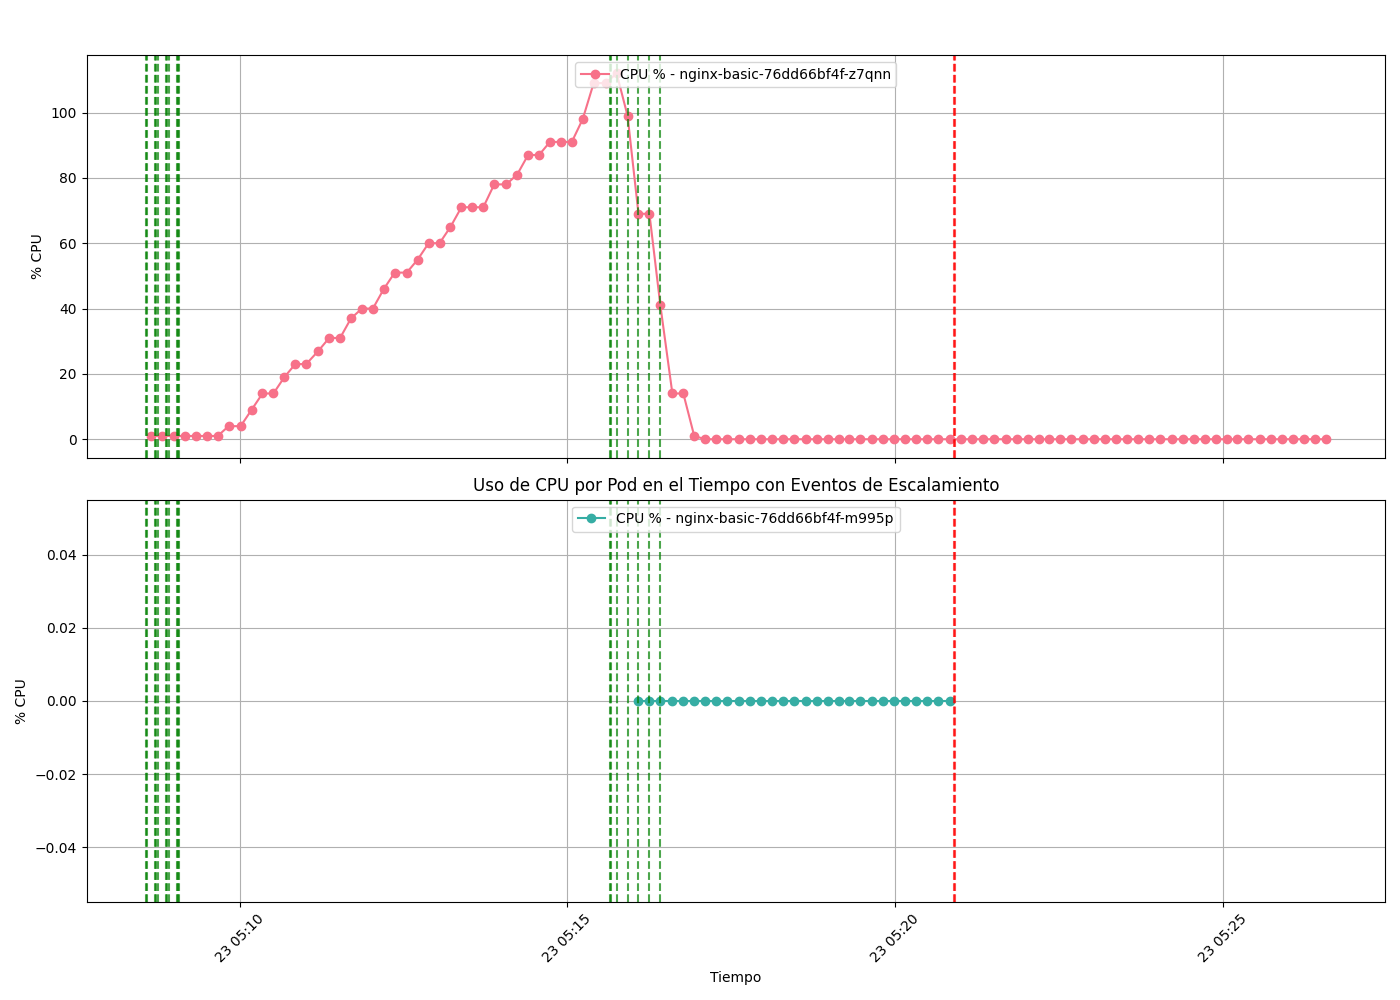 CPU % - nginx-basic-76dd66bf4f-z7qnn
% CPU
100
80
60
40
20
0
Uso de CPU por Pod en el Tiempo con Eventos de Escalamiento
CPU % - nginx-basic-76dd66bf4f-m995p
% CPU
0.04
0.02
0.00
−0.02
−0.04
23 05:10
23 05:15
23 05:20
23 05:25
Tiempo